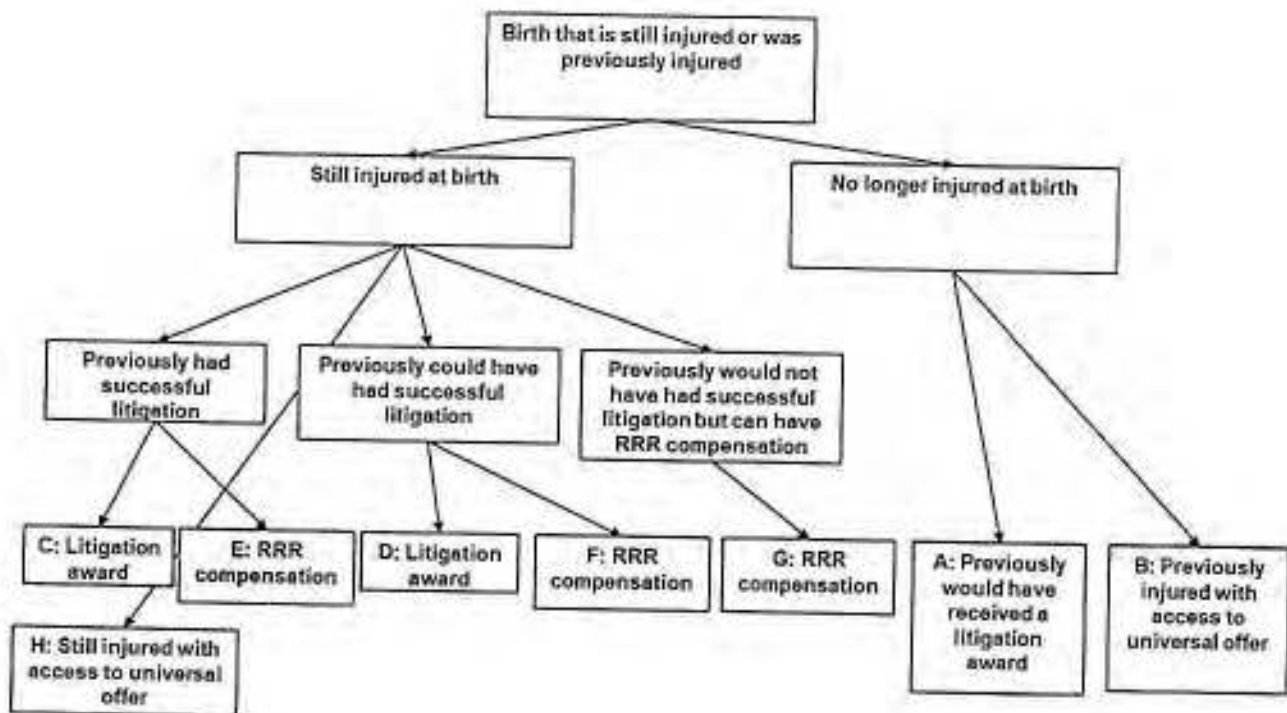 Birth that is still injured or was
previously injured
Still injured at birth
No longer injured at birth
Previously had
successful
litigation
Previously could have
had successful
litigation
Previously would not
have had successful
litigation but can have
RRR compensation
C: Litigation
award
E: RRR
compensation
D: Litigation
award
F: RRR
compensation
G: RRR
compensation
A: Previously
would have
received a
litigation
award
B: Previously
injured with
access to
universal offer
H: Still injured with
access to universal
offer